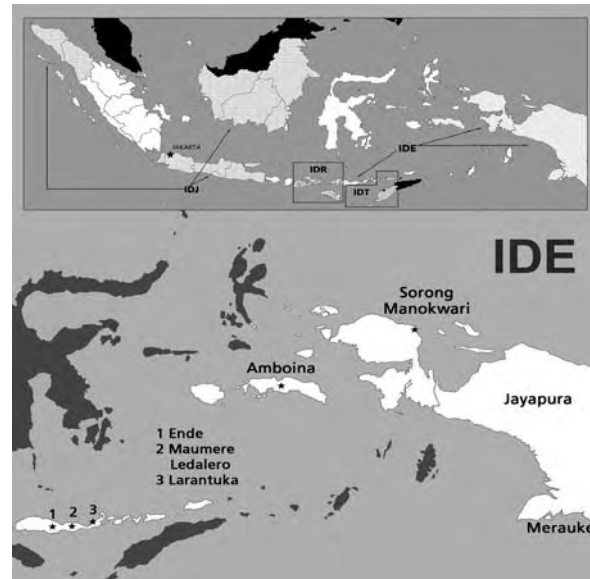 JAKARTA
IDR
IDE
IDJ
IDT
IDE
Sorong
Manokwari
Amboina
Jayapura
1 Ende
2 Maumere
Ledalero
3 Larantuka
1 2 3
Merauke